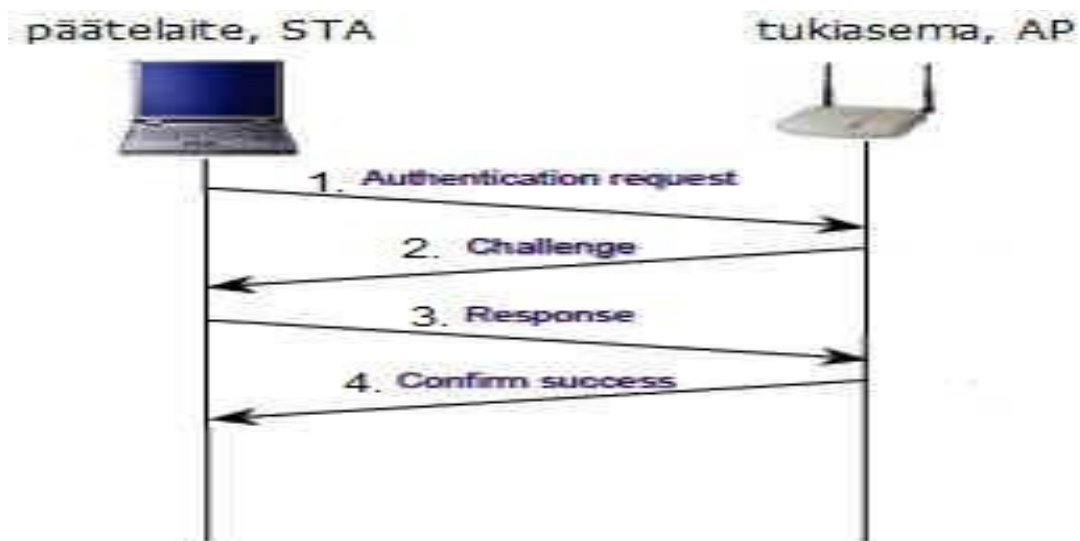 päätelaite, STA
tukiasema, AP
1. Authentication request
2. Challenge
3. Response
4. Confirm success